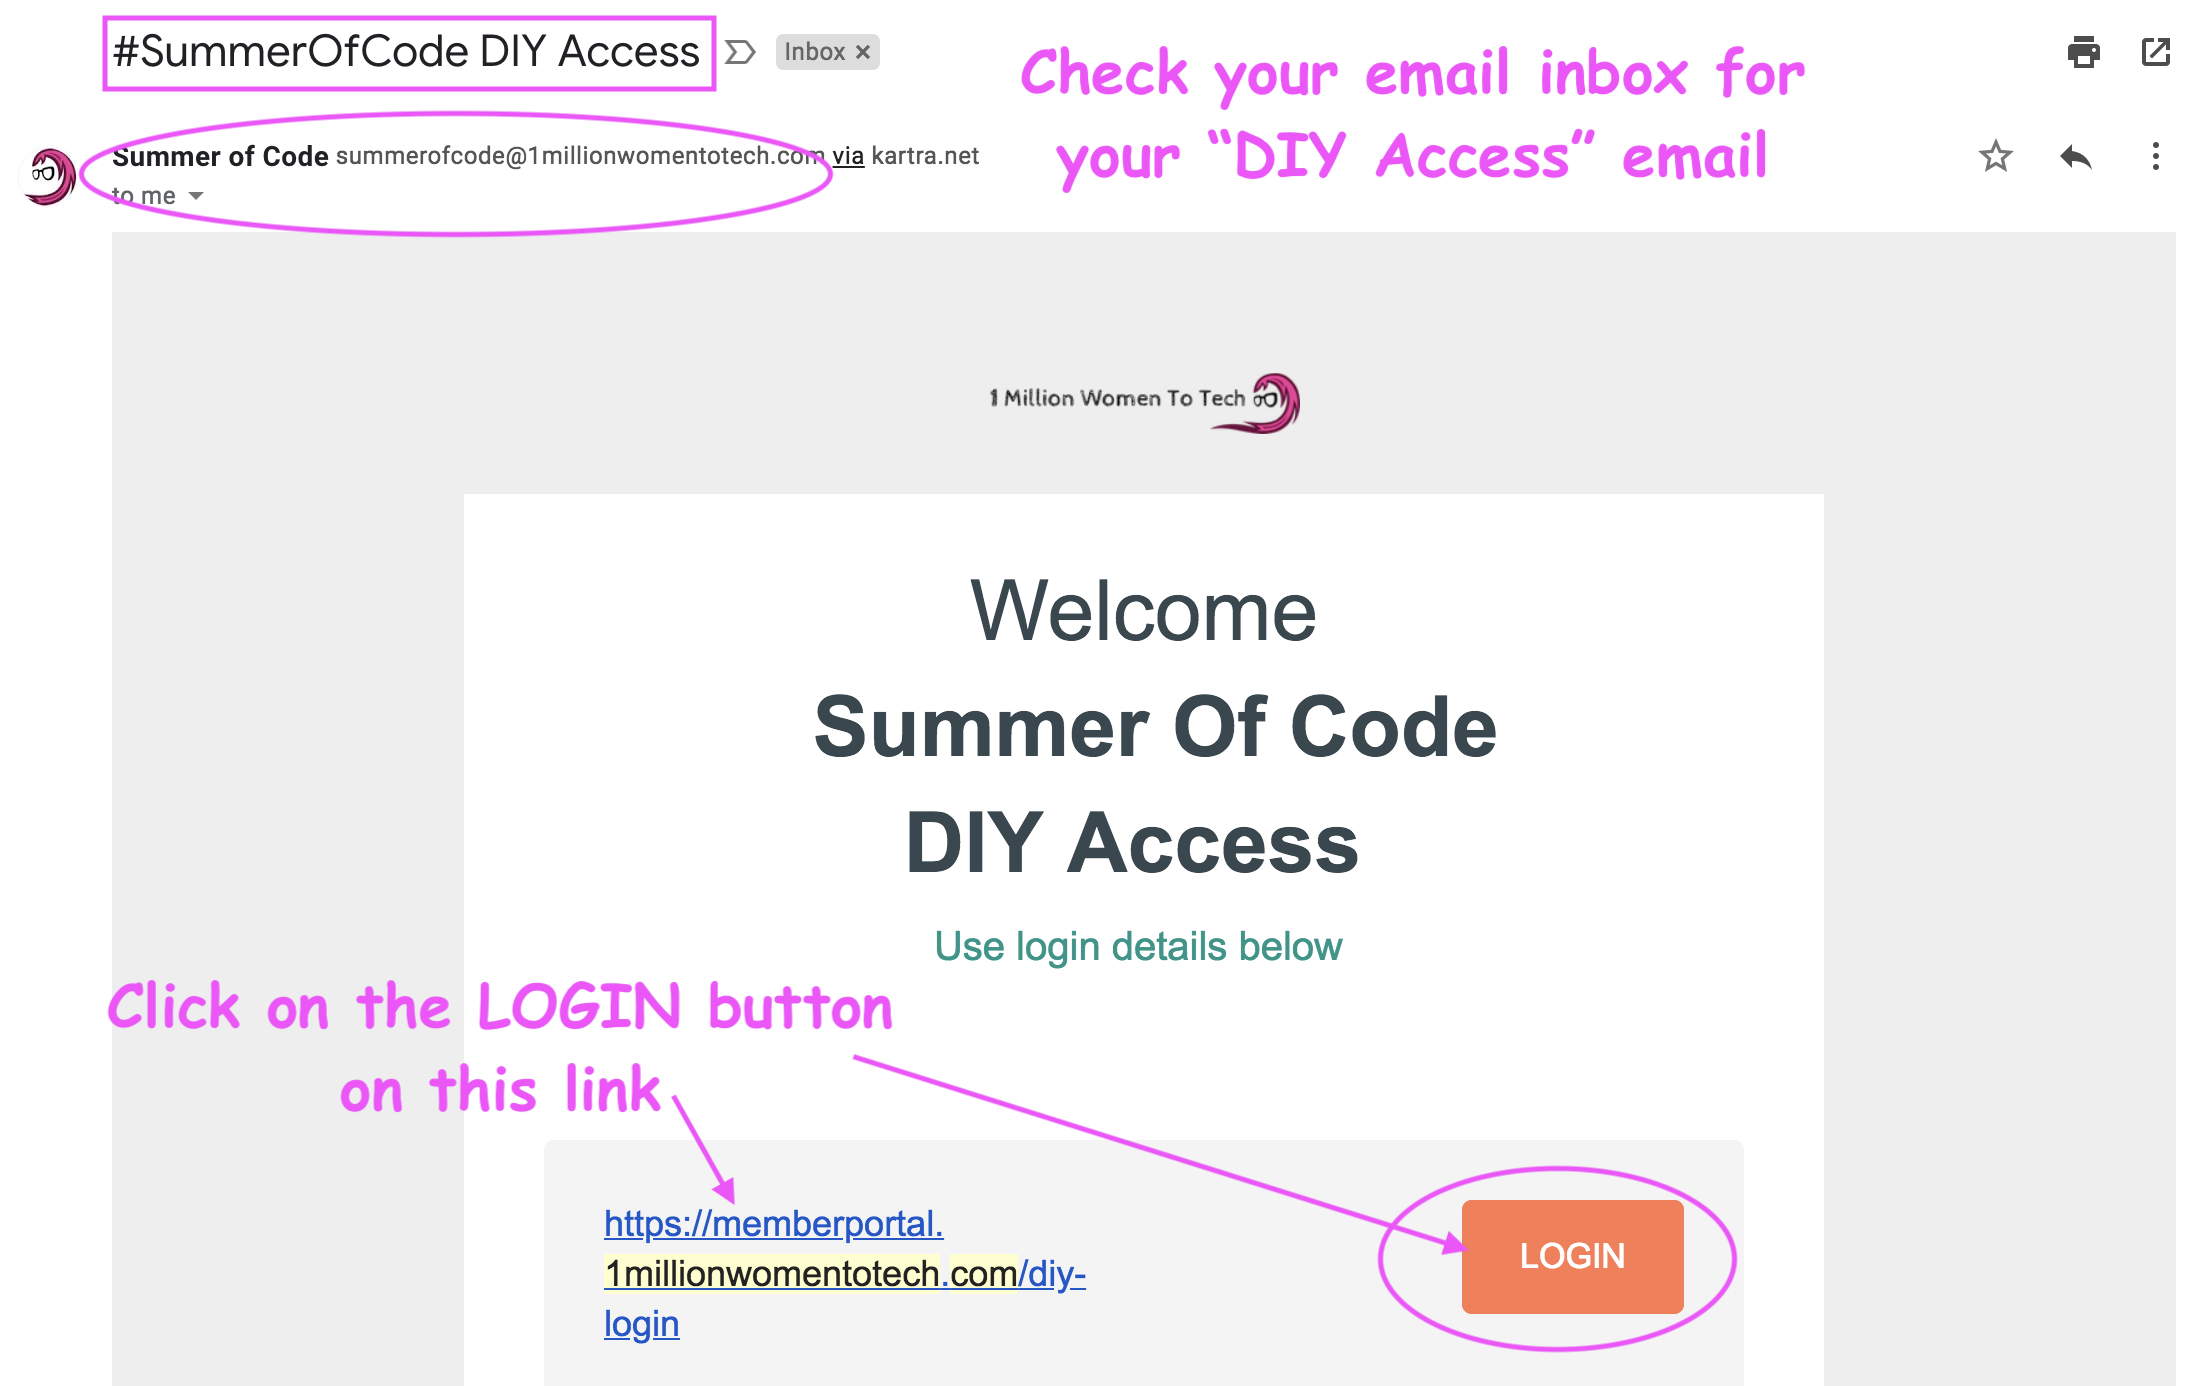 #SummerOfCode DIY Access
Inbox ×
Check your email inbox for
your “DIY Access” email
Summer of Code summerofcode@1millionwomentotech.com via kartra.net
to me
1 Million Women To Tech
Welcome
Summer Of Code
DIY Access
Use login details below
Click on the LOGIN button
on this link
https://memberportal.
1millionwomentotech.com/diy-
login
LOGIN